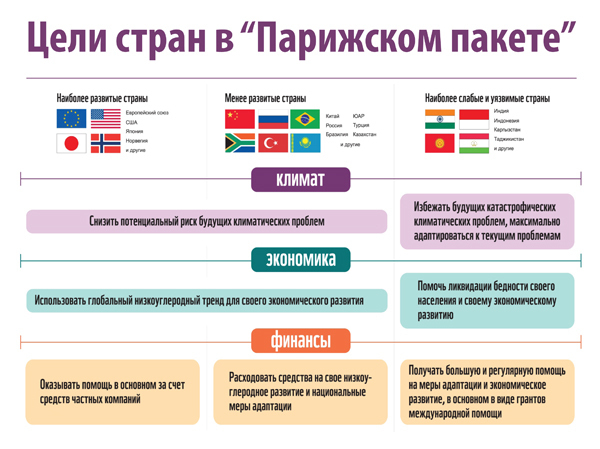 Цели стран в “Парижском пакете”
Наиболее развитые страны
Европейский союз
США
Япония
Норвегия
и другие
Менее развитые страны
Китай ЮАР
Россия Турция
Бразилия Казахстан
и другие
Наиболее слабые и уязвимые страны
Индия
Индонезия
Кыргызстан
Таджикистан
и другие
климат
Снизить потенциальный риск будущих климатических проблем
Избежать будущих катастрофических
климатических проблем, максимально
адаптироваться к текущим проблемам
экономика
Использовать глобальный низкоуглеродный тренд для своего экономического развития
Помочь ликвидации бедности своего
населения и своему экономическому
развитию
финансы
Оказывать помощь в основном за счет
средств частных компаний
Расходовать средства на свое низкоу-
глеродное развитие и национальные
меры адаптации
Получать большую и регулярную помощь
на меры адаптации и экономическое
развитие, в основном в виде грантов
международной помощи